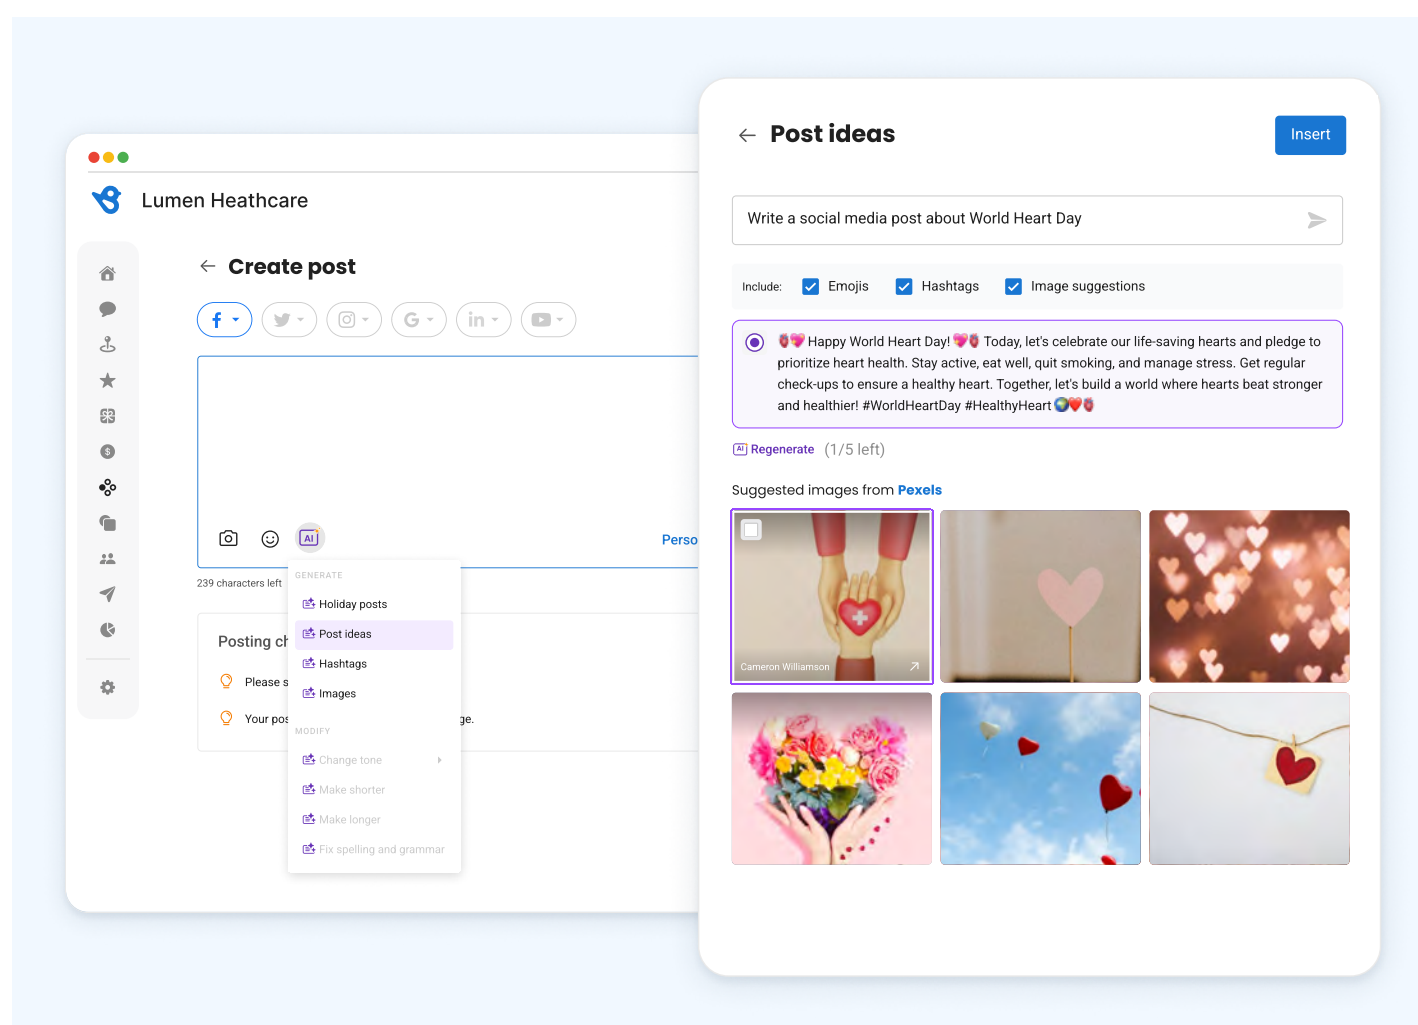 Lumen Heathcare
Create post
AI
Perso
239 characters left
GENERATE
Holiday posts
Post ideas
Hashtags
Images
MODIFY
Change tone
Make shorter
Make longer
Fix spelling and grammar
Posting ch
Please s
Your pos ge.
Post ideas
Insert
Write a social media post about World Heart Day
Include: Emojis Hashtags Image suggestions
🫀💖 Happy World Heart Day! 💖🫀 Today, let's celebrate our life-saving hearts and pledge to
prioritize heart health. Stay active, eat well, quit smoking, and manage stress. Get regular
check-ups to ensure a healthy heart. Together, let's build a world where hearts beat stronger
and healthier! #WorldHeartDay #HealthyHeart 🌍❤️🫀
AI Regenerate (1/5 left)
Suggested images from Pexels
Cameron Williamson